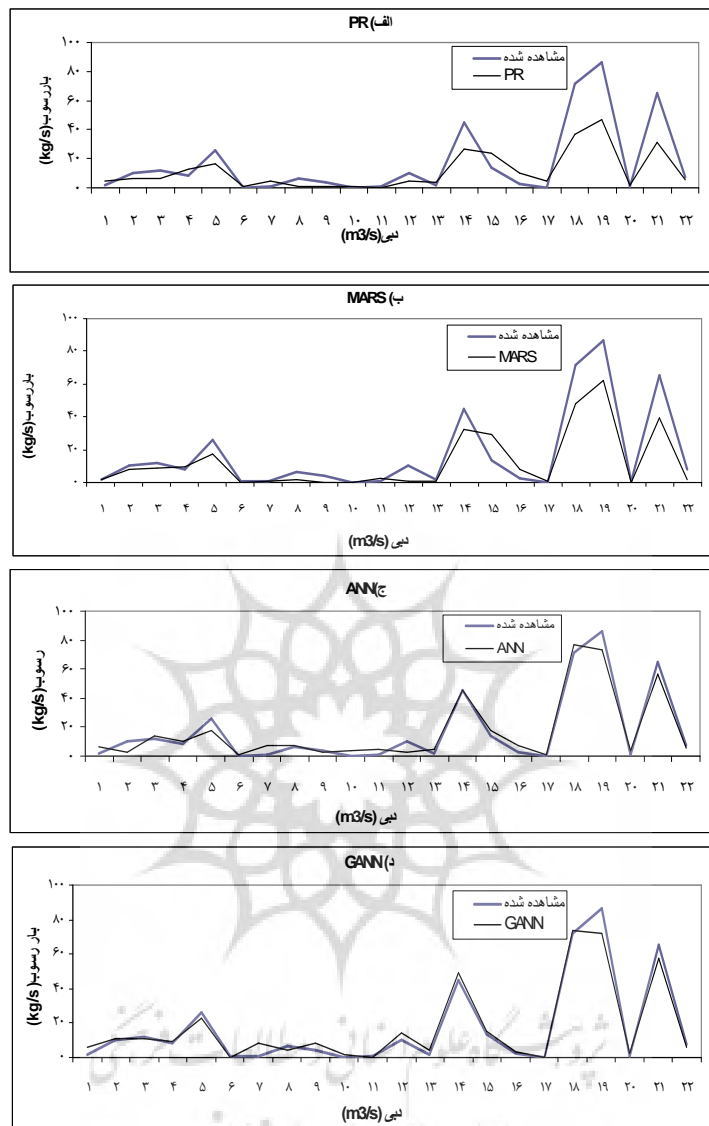 الف) PR
۱۰۰
۸۰
۶۰
۴۰
۲۰
۰
باررسوب(kg/s)
مشاهده شده
PR
۱ ۲ ۳ ۴ ۵ ۶ ۷ ۸ ۹ ۱۰ ۱۱ ۱۲ ۱۳ ۱۴ ۱۵ ۱۶ ۱۷ ۱۸ ۱۹ ۲۰ ۲۱ ۲۲
دبی(m3/s)
ب) MARS
۱۰۰
۸۰
۶۰
۴۰
۲۰
۰
باررسوب(kg/s)
مشاهده شده
MARS
۱ ۲ ۳ ۴ ۵ ۶ ۷ ۸ ۹ ۱۰ ۱۱ ۱۲ ۱۳ ۱۴ ۱۵ ۱۶ ۱۷ ۱۸ ۱۹ ۲۰ ۲۱ ۲۲
دبی (m3/s)
ج) ANN
۱۰۰
۸۰
۶۰
۴۰
۲۰
۰
رسوب(kg/s)
مشاهده شده
ANN
۱ ۲ ۳ ۴ ۵ ۶ ۷ ۸ ۹ ۱۰ ۱۱ ۱۲ ۱۳ ۱۴ ۱۵ ۱۶ ۱۷ ۱۸ ۱۹ ۲۰ ۲۱ ۲۲
دبی (m3/s)
د) GANN
۱۰۰
۸۰
۶۰
۴۰
۲۰
۰
بار رسوب (kg/s)
مشاهده شده
GANN
۱ ۲ ۳ ۴ ۵ ۶ ۷ ۸ ۹ ۱۰ ۱۱ ۱۲ ۱۳ ۱۴ ۱۵ ۱۶ ۱۷ ۱۸ ۱۹ ۲۰ ۲۱ ۲۲
دبی (m3/s)
پژوهشگاه علوم انسانی و مطالعات فرهنگی